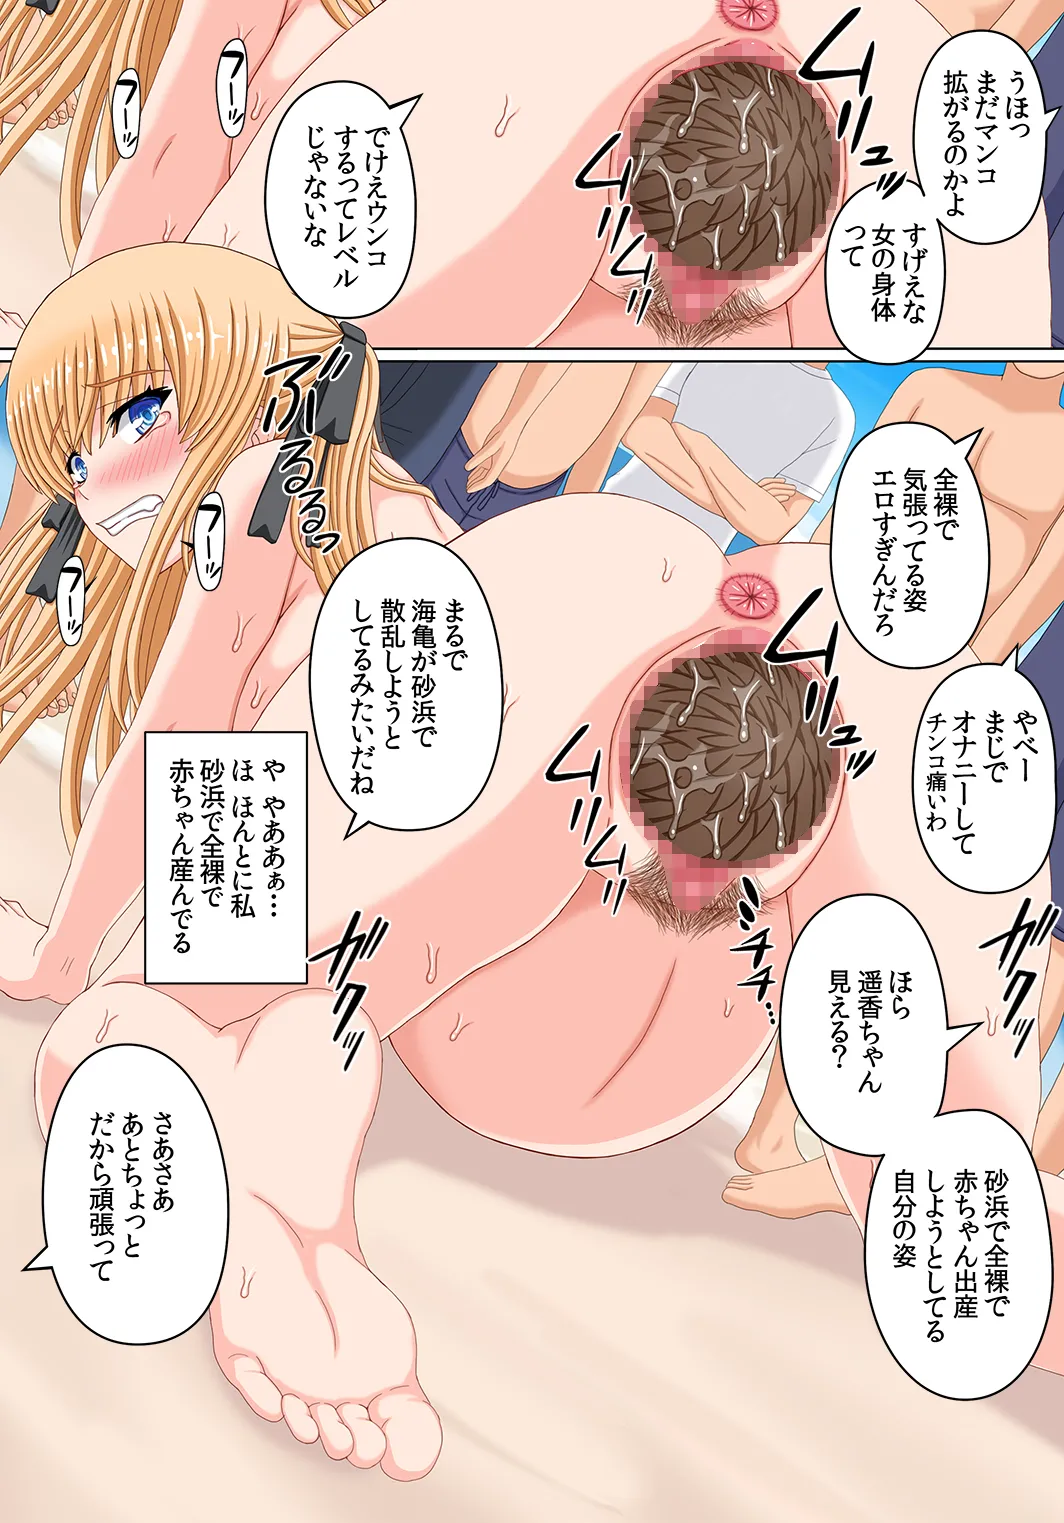 うほっ
まだマンコ
拡がるのかよ
すげえな
女の身体
って
でけえウンコ
するってレベル
じゃないな
フーッ
フーッ
ムリュ〃
ムリ
ムリ
全裸で
気張ってる姿
エロすぎんだろ
やべー
まじで
オナニーして
チンコ痛いわ
まるで
海亀が砂浜で
散乱しようと
してるみたいだね
ぶるるるっ
フーッ
フーッ
や やああぁ…
ほ ほんとに私
砂浜で全裸で
赤ちゃん産んでる
ムリ〃
ムリ
ムリ
ミチチ…
ガクッ
ガクッ
ほら
遥香ちゃん
見える？
砂浜で全裸で
赤ちゃん出産
しようとしてる
自分の姿
さあさあ
あとちょっと
だから頑張って